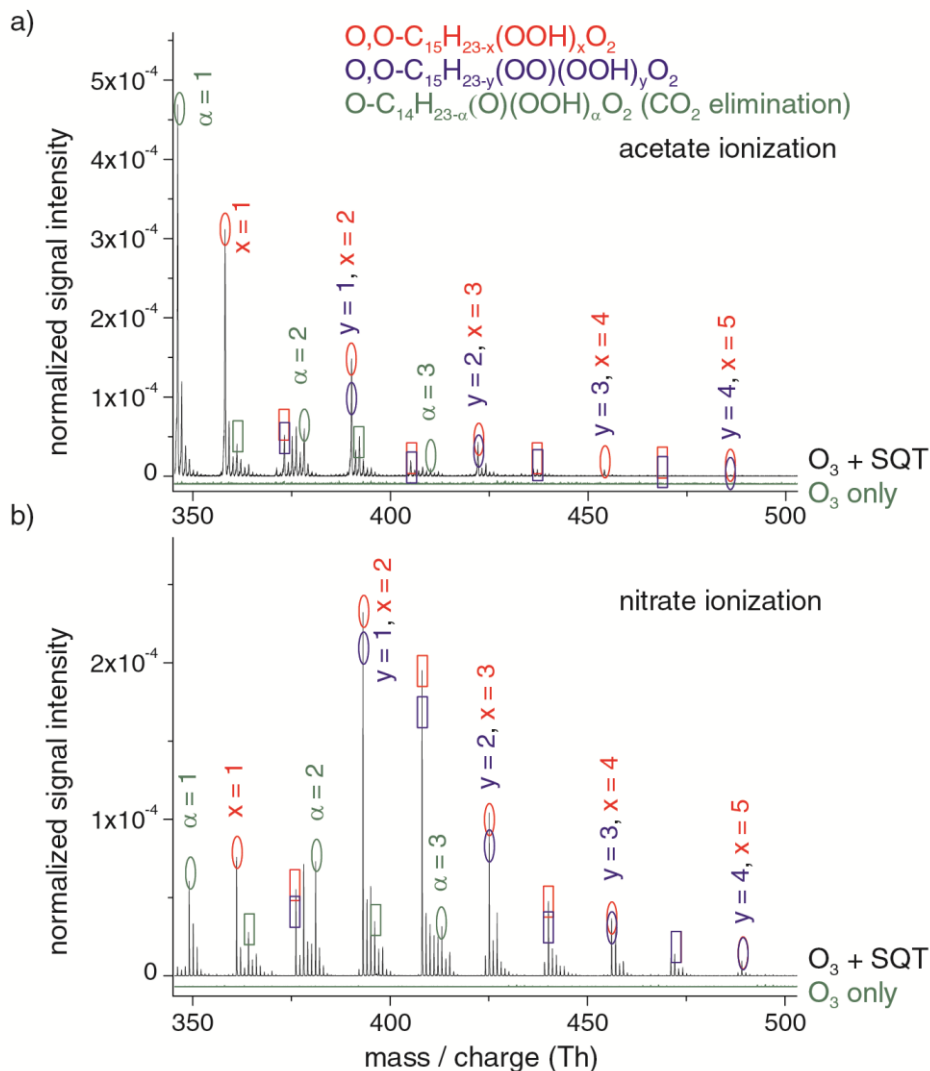 a)
O,O-C₁₅H₂₃₋ₓ(OOH)ₓO₂
O,O-C₁₅H₂₃₋y(OO)(OOH)yO₂
O-C₁₄H₂₃₋α(O)(OOH)αO₂ (CO₂ elimination)
acetate ionization
normalized signal intensity
5x10⁻⁴
4x10⁻⁴
3x10⁻⁴
2x10⁻⁴
1x10⁻⁴
0
α = 1
x = 1
α = 2
y = 1, x = 2
α = 3
y = 2, x = 3
y = 3, x = 4
y = 4, x = 5
O₃ + SQT
O₃ only
350
400
450
500
b)
nitrate ionization
normalized signal intensity
2x10⁻⁴
1x10⁻⁴
0
α = 1
x = 1
α = 2
y = 1, x = 2
α = 3
y = 2, x = 3
y = 3, x = 4
y = 4, x = 5
O₃ + SQT
O₃ only
350
400
450
500
mass / charge (Th)